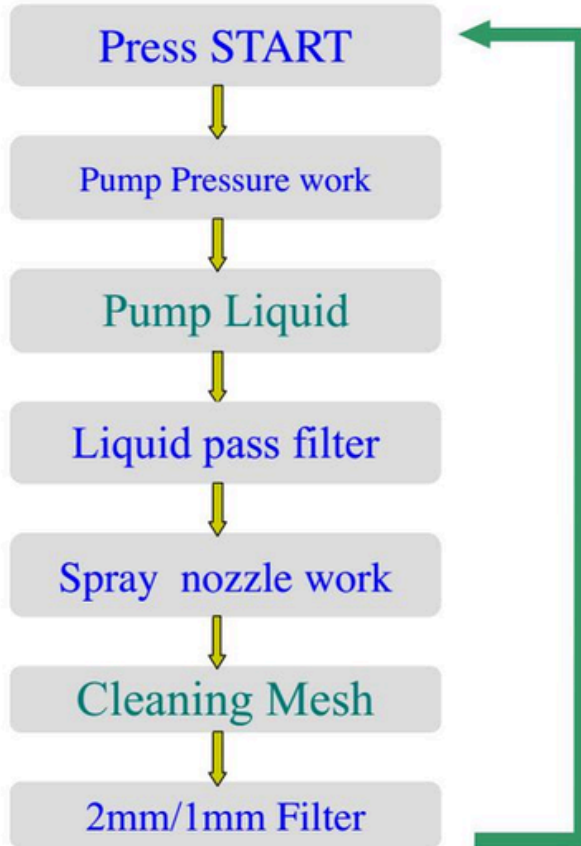 Press START
Pump Pressure work
Pump Liquid
Liquid pass filter
Spray nozzle work
Cleaning Mesh
2mm/1mm Filter